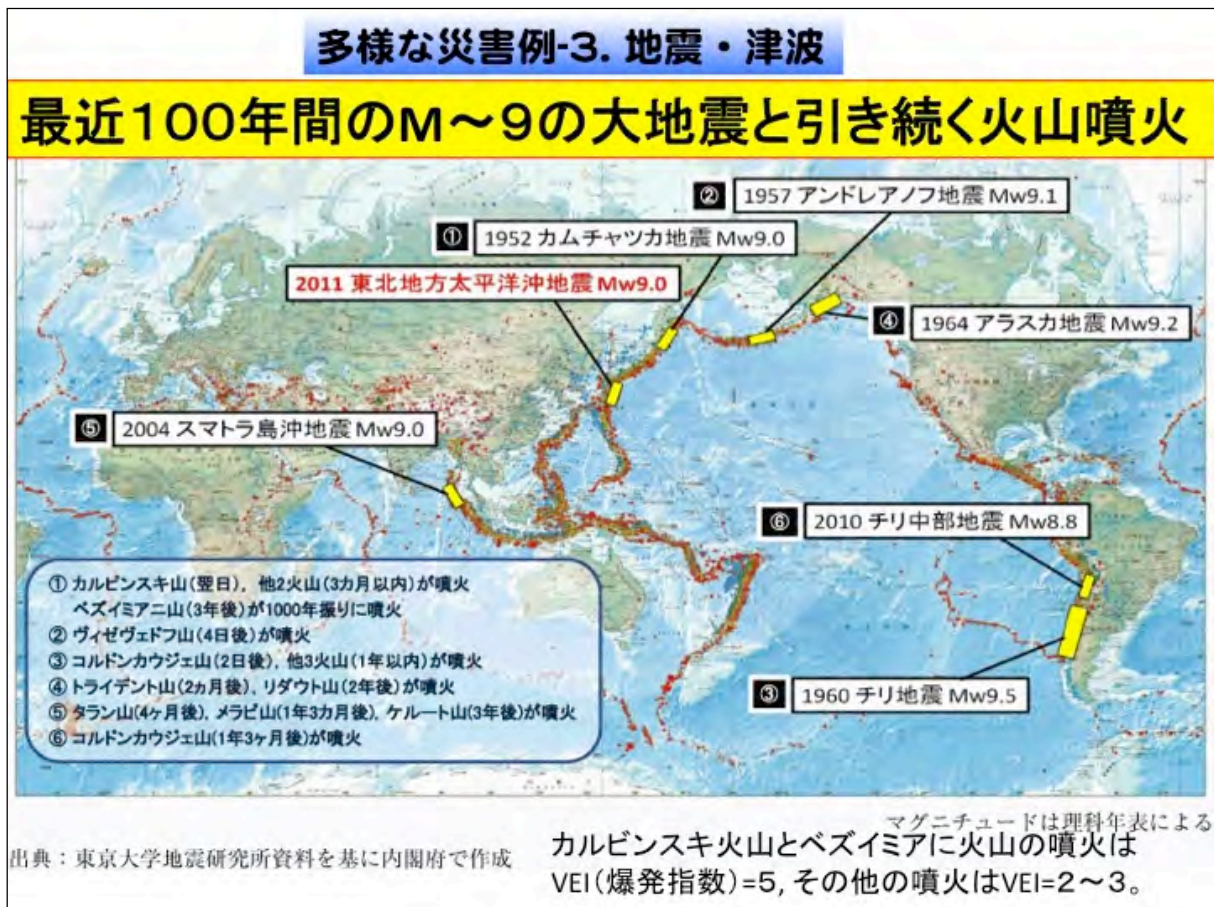 多様な災害例-3. 地震・津波
最近100年間のM～9の大地震と引き続く火山噴火
② 1957 アンドレアノフ地震 Mw9.1
① 1952 カムチャツカ地震 Mw9.0
2011 東北地方太平洋沖地震 Mw9.0
④ 1964 アラスカ地震 Mw9.2
⑤ 2004 スマトラ島沖地震 Mw9.0
⑥ 2010 チリ中部地震 Mw8.8
③ 1960 チリ地震 Mw9.5
① カルビンスキ山(翌日), 他2火山(3カ月以内)が噴火
ベズイミアニ山(3年後)が1000年振りに噴火
② ヴィゼヴェドフ山(4日後)が噴火
③ コルドンカウジェ山(2日後), 他3火山(1年以内)が噴火
④ トライデント山(2ヵ月後), リダウト山(2年後)が噴火
⑤ タラン山(4ヶ月後), メラピ山(1年3カ月後), ケルート山(3年後)が噴火
⑥ コルドンカウジェ山(1年3ヶ月後)が噴火
マグニチュードは理科年表による
出典：東京大学地震研究所資料を基に内閣府で作成
カルビンスキ火山とベズイミアに火山の噴火は
VEI(爆発指数)=5, その他の噴火はVEI=2～3。